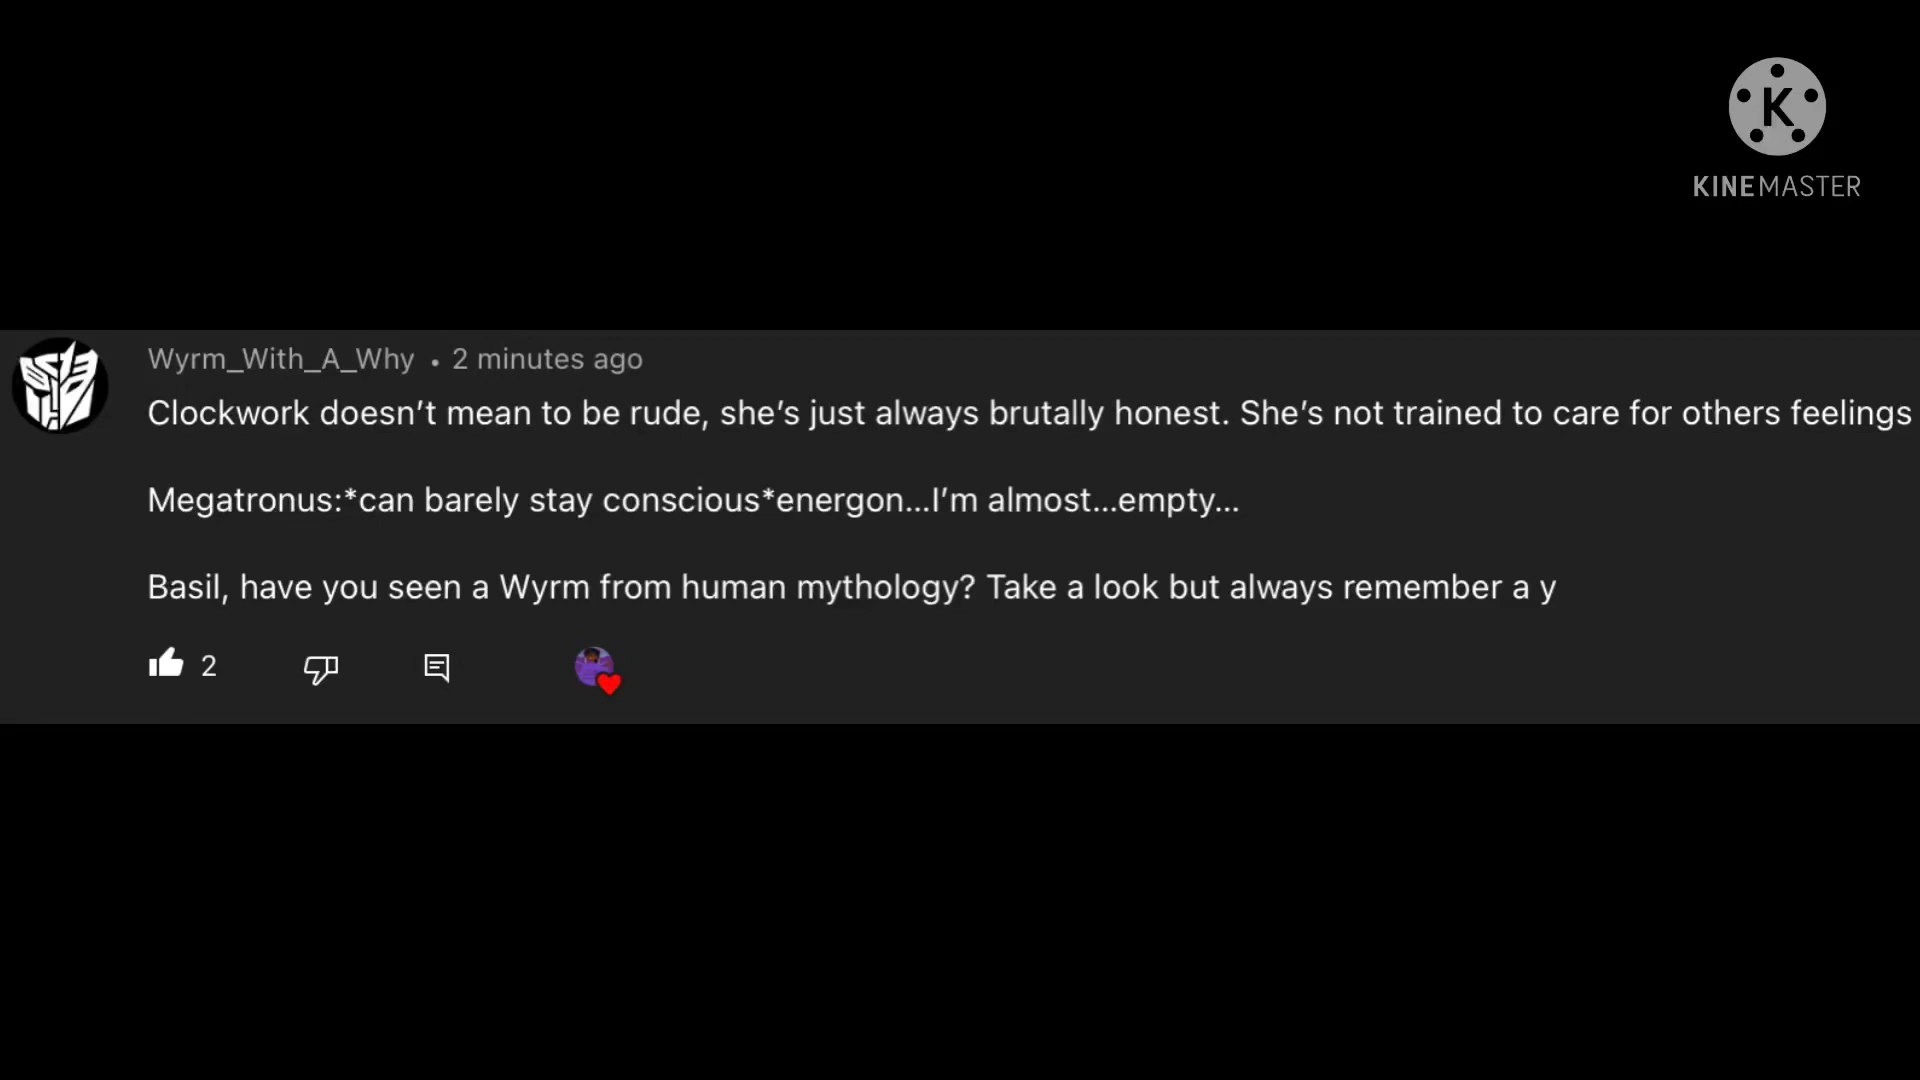 K
KINEMASTER
Wyrm_With_A_Why • 2 minutes ago
Clockwork doesn’t mean to be rude, she’s just always brutally honest. She’s not trained to care for others feelings
Megatronus:*can barely stay conscious*energon...I’m almost...empty...
Basil, have you seen a Wyrm from human mythology? Take a look but always remember a y
2